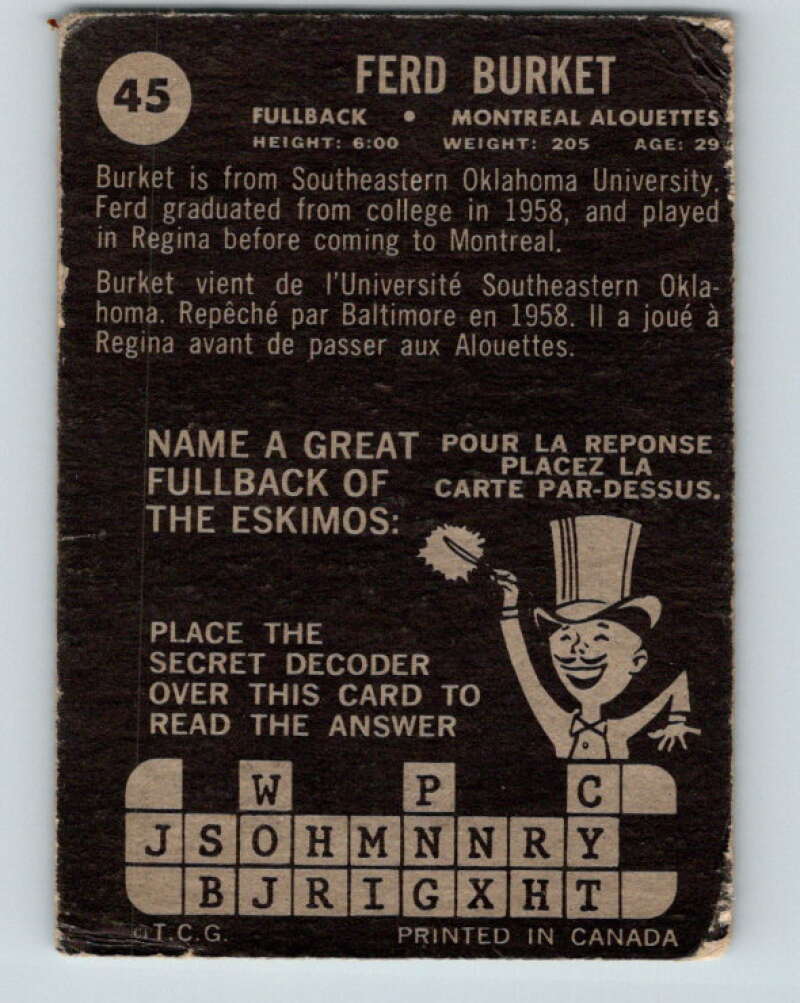 45
FERD BURKET
FULLBACK • MONTREAL ALOUETTES
HEIGHT: 6:00 WEIGHT: 205 AGE: 29
Burket is from Southeastern Oklahoma University.
Ferd graduated from college in 1958, and played
in Regina before coming to Montreal.
Burket vient de l'Université Southeastern Okla-
homa. Repêché par Baltimore en 1958. Il a joué à
Regina avant de passer aux Alouettes.
NAME A GREAT
FULLBACK OF
THE ESKIMOS:
POUR LA REPONSE
PLACEZ LA
CARTE PAR-DESSUS.
PLACE THE
SECRET DECODER
OVER THIS CARD TO
READ THE ANSWER
W P C
J S O H M N N R Y
B J R I G X H T
©T.C.G. PRINTED IN CANADA